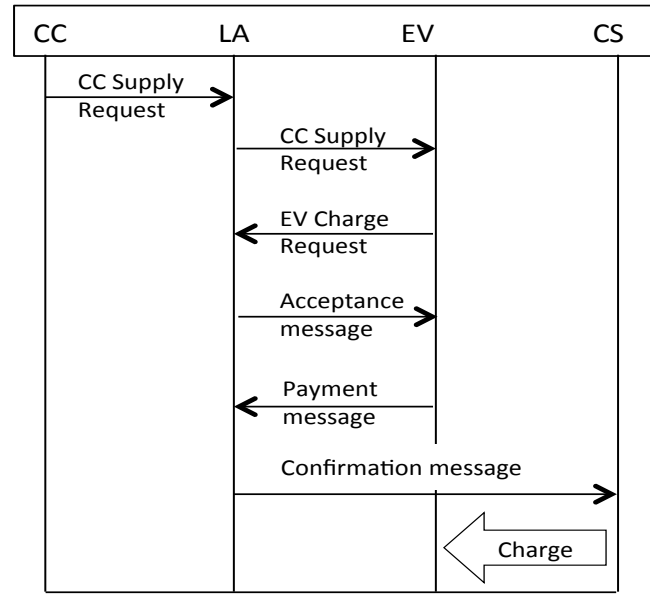 CC LA EV CS
CC Supply
Request
CC Supply
Request
EV Charge
Request
Acceptance
message
Payment
message
Confirmation message
Charge